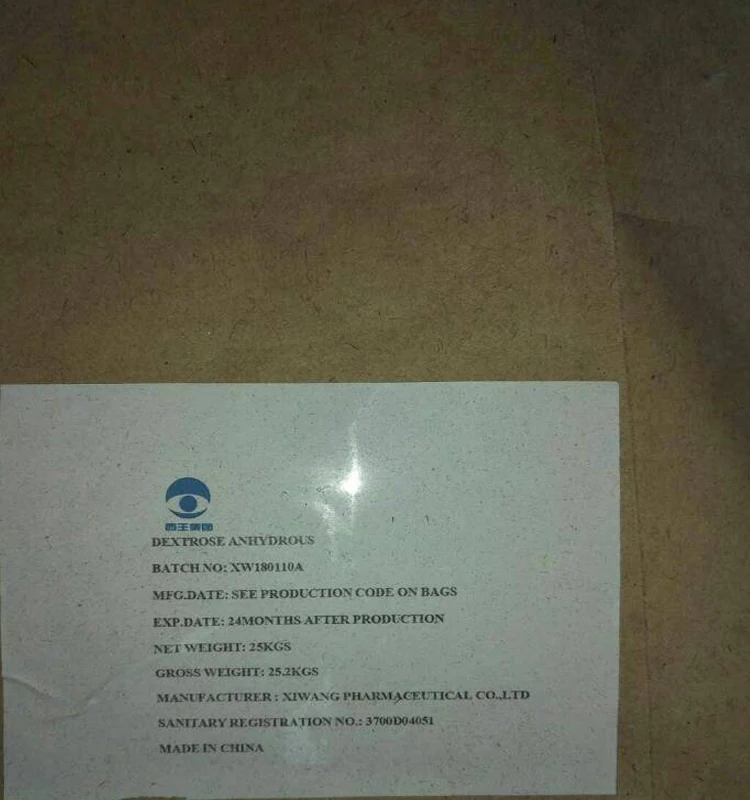 西王集团
DEXTROSE ANHYDROUS
BATCH NO: XW180110A
MFG.DATE: SEE PRODUCTION CODE ON BAGS
EXP.DATE: 24MONTHS AFTER PRODUCTION
NET WEIGHT: 25KGS
GROSS WEIGHT: 25.2KGS
MANUFACTURER : XIWANG PHARMACEUTICAL CO.,LTD
SANITARY REGISTRATION NO.: 3700D04051
MADE IN CHINA